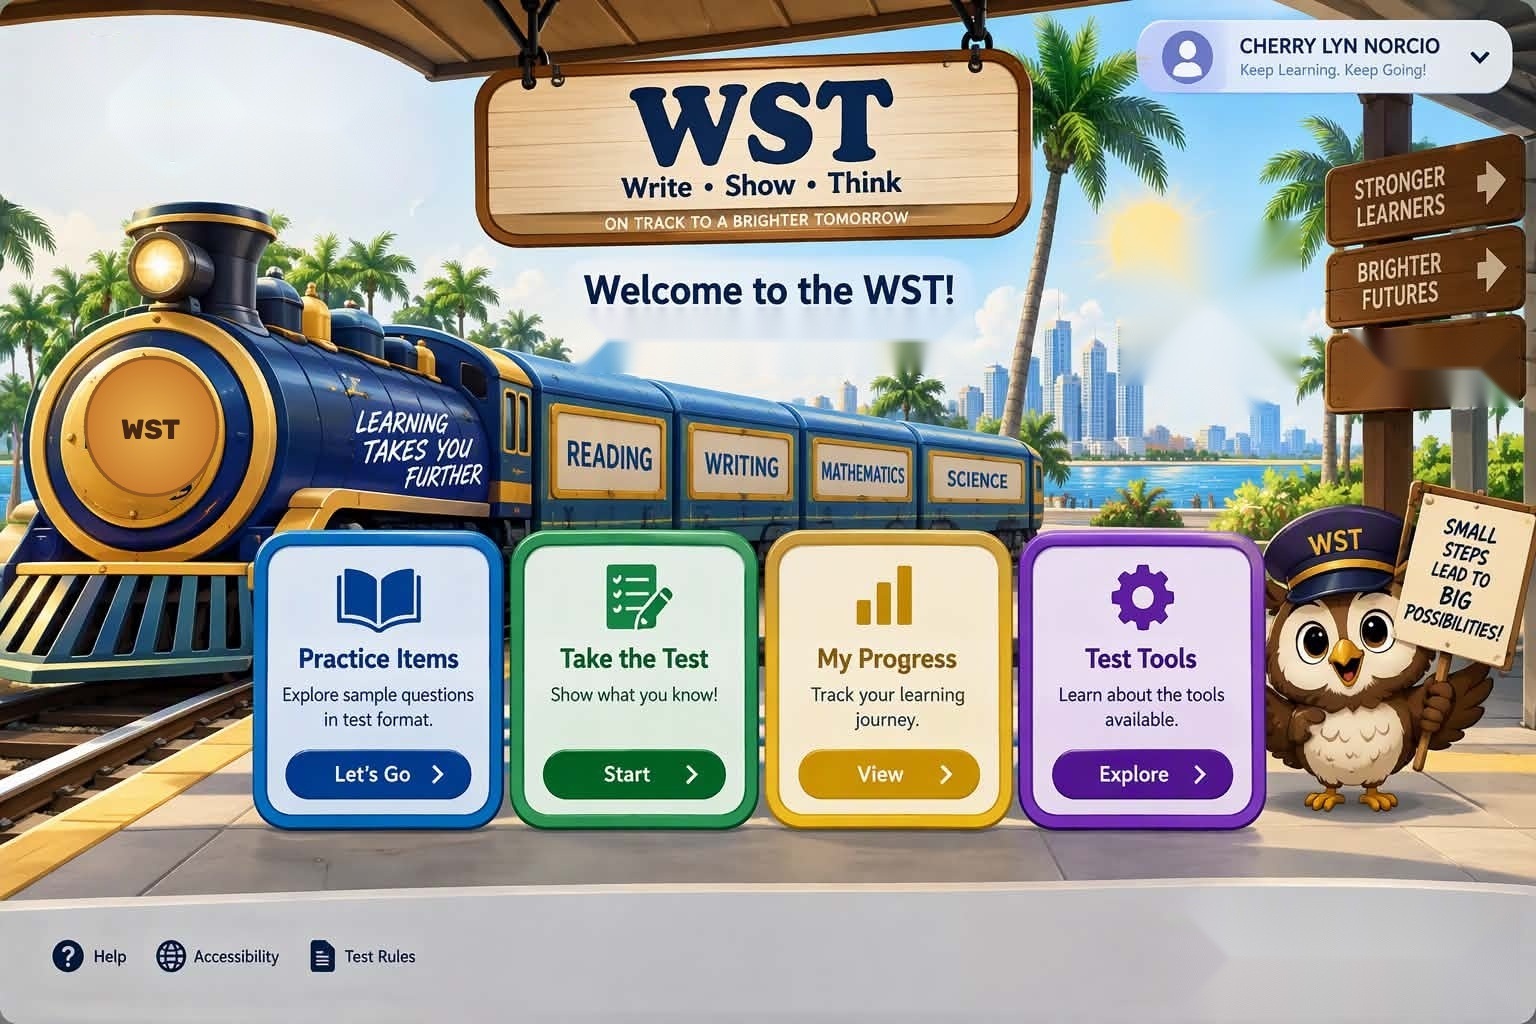 WST
Write • Show • Think
ON TRACK TO A BRIGHTER TOMORROW
CHERRY LYN NORCIO
Keep Learning. Keep Going!
Welcome to the WST!
STRONGER
LEARNERS
BRIGHTER
FUTURES
WST
LEARNING
TAKES YOU
FURTHER
READING
WRITING
MATHEMATICS
SCIENCE
WST
SMALL
STEPS
LEAD TO
BIG
POSSIBILITIES!
Practice Items
Explore sample questions
in test format.
Let's Go
Take the Test
Show what you know!
Start
My Progress
Track your learning
journey.
View
Test Tools
Learn about the tools
available.
Explore
Help
Accessibility
Test Rules